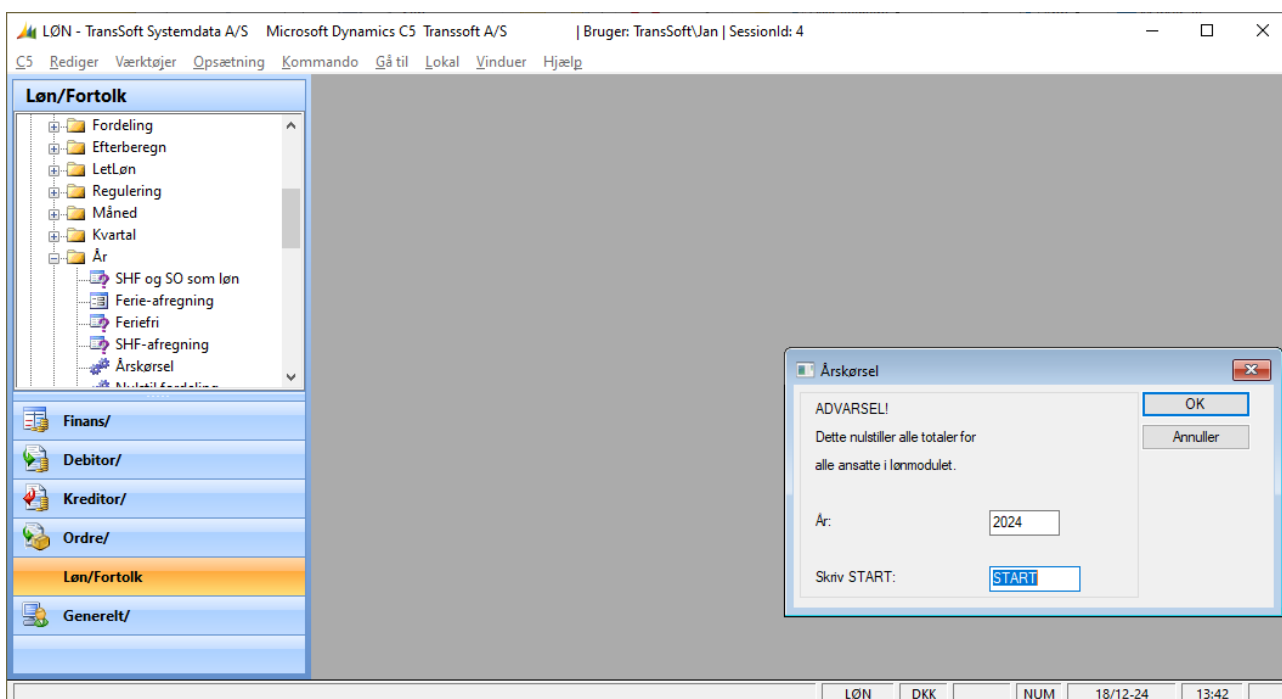 LØN - TransSoft Systemdata A/S Microsoft Dynamics C5 Transsoft A/S | Bruger: TransSoft\Jan | SessionId: 4
C5 Rediger Værktøjer Opsætning Kommando Gå til Lokal Vinduer Hjælp
Løn/Fortolk
Fordeling
Efterberegn
LetLøn
Regulering
Måned
Kvartal
År
SHF og SO som løn
Ferie-afregning
Feriefri
SHF-afregning
Årskørsel
Nulstil fordeling
Finans/
Debitor/
Kreditor/
Ordre/
Løn/Fortolk
Generelt/
Årskørsel
ADVARSEL!
Dette nulstiller alle totaler for
alle ansatte i lønmodulet.
År: 2024
Skriv START: START
OK
Annuller
LØN DKK NUM 18/12-24 13:42